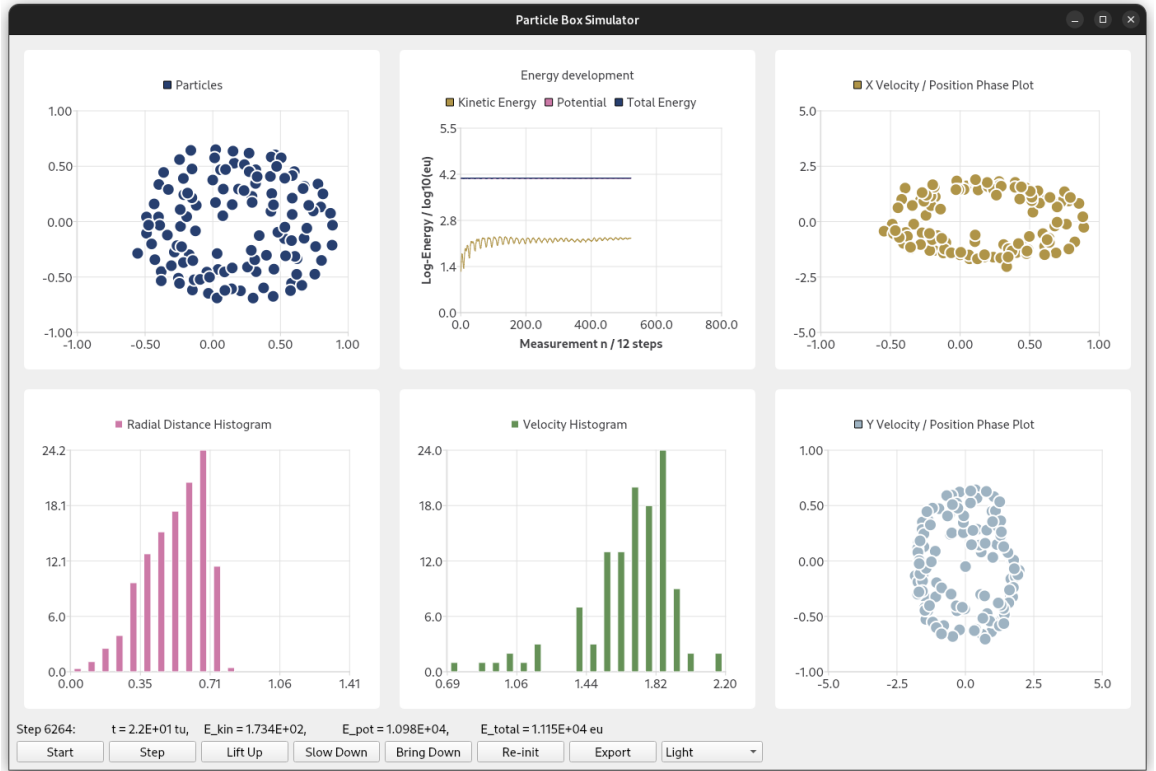 Particle Box Simulator
Particles
1.00
0.50
0.00
-0.50
-1.00
-1.00 -0.50 0.00 0.50 1.00
Energy development
Kinetic Energy Potential Total Energy
Log-Energy / log10(eu)
5.5
4.2
2.8
1.4
0.0
0.0 200.0 400.0 600.0 800.0
Measurement n / 12 steps
X Velocity / Position Phase Plot
5.0
2.5
0.0
-2.5
-5.0
-1.00 -0.50 0.00 0.50 1.00
Radial Distance Histogram
24.2
18.1
12.1
6.0
0.0
0.00 0.35 0.71 1.06 1.41
Velocity Histogram
24.0
18.0
12.0
6.0
0.0
0.69 1.06 1.44 1.82 2.20
Y Velocity / Position Phase Plot
1.00
0.50
0.00
-0.50
-1.00
-5.0 -2.5 0.0 2.5 5.0
Step 6264: t = 2.2E+01 tu, E_kin = 1.734E+02, E_pot = 1.098E+04, E_total = 1.115E+04 eu
Start Step Lift Up Slow Down Bring Down Re-init Export Light